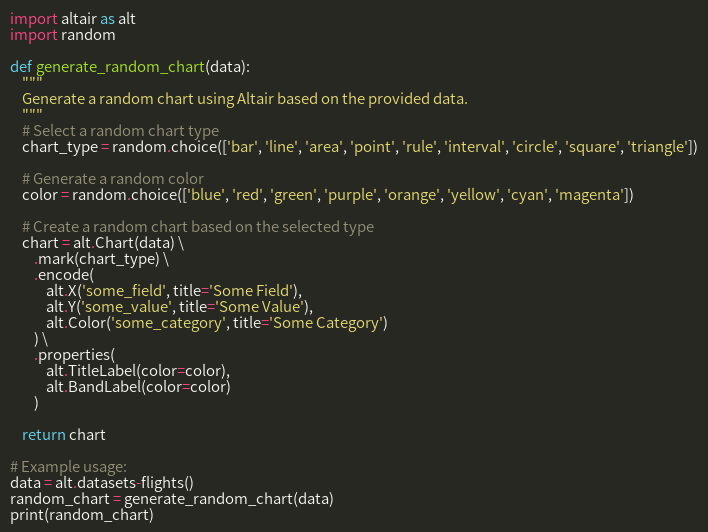 import altair as alt
import random

def generate_random_chart(data):
    """
    Generate a random chart using Altair based on the provided data.
    """
    # Select a random chart type
    chart_type = random.choice(['bar', 'line', 'area', 'point', 'rule', 'interval', 'circle', 'square', 'triangle'])

    # Generate a random color
    color = random.choice(['blue', 'red', 'green', 'purple', 'orange', 'yellow', 'cyan', 'magenta'])

    # Create a random chart based on the selected type
    chart = alt.Chart(data) \
        .mark(chart_type) \
        .encode(
            alt.X('some_field', title='Some Field'),
            alt.Y('some_value', title='Some Value'),
            alt.Color('some_category', title='Some Category')
        ) \
        .properties(
            alt.TitleLabel(color=color),
            alt.BandLabel(color=color)
        )

    return chart

# Example usage:
data = alt.datasets-flights()
random_chart = generate_random_chart(data)
print(random_chart)